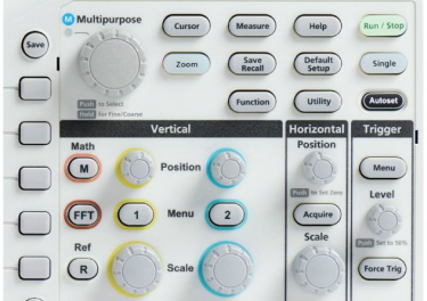 M Multipurpose
Cursor
Measure
Help
Run / Stop
Save
Zoom
Save
Recall
Default
Setup
Single
Push to Select
Hold for Fine/Coarse
Function
Utility
Autoset
Vertical
Horizontal
Trigger
Math
Position
M
Position
Menu
Push to Set Zero
Level
FFT
1
Menu
2
Acquire
Push Set to 50%
Ref
Scale
R
Scale
Force Trig